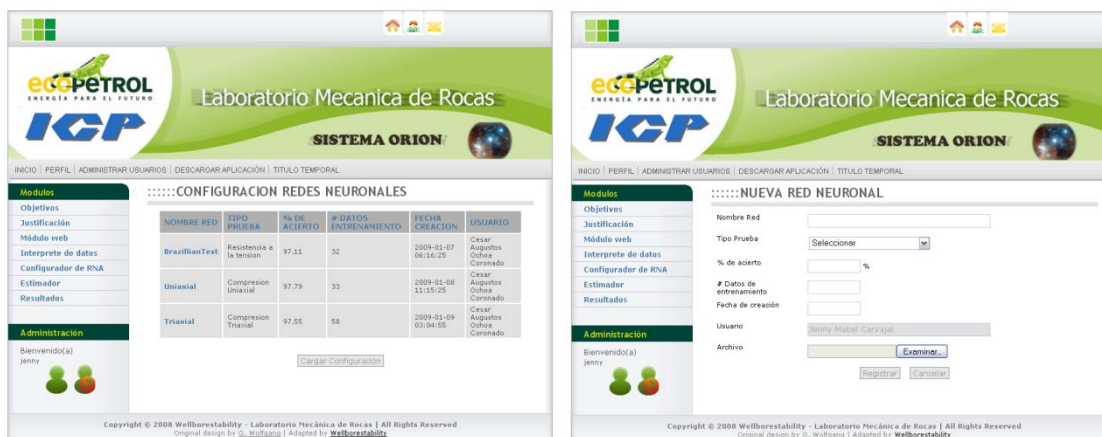 ecoPETROL
ENERGÍA PARA EL FUTURO
ICP
Laboratorio Mecanica de Rocas
SISTEMA ORION
INICIO | PERFIL | ADMINISTRAR USUARIOS | DESCARGAR APLICACIÓN | TITULO TEMPORAL
Modulos
Objetivos
Justificación
Módulo web
Interprete de datos
Configurador de RNA
Estimador
Resultados
Administración
Bienvenido(a)
jenny
::::::CONFIGURACION REDES NEURONALES
NOMBRE RED TIPO PRUEBA % DE ACIERTO # DATOS ENTRENAMIENTO FECHA CREACION USUARIO
BrazillianTest Resistencia a la tension 97.11 32 2009-01-07 06:16:25 Cesar Augustos Ochoa Coronado
Uniaxial Compresion Uniaxial 97.79 33 2009-01-08 11:15:25 Cesar Augustos Ochoa Coronado
Triaxial Compresion Triaxial 97.55 58 2009-01-09 03:04:55 Cesar Augustos Ochoa Coronado
Cargar Configuración
Copyright © 2008 Wellborestability - Laboratorio Mecánica de Rocas | All Rights Reserved
Original design by G. Wolfgang | Adapted by Wellborestability
ecoPETROL
ENERGÍA PARA EL FUTURO
ICP
Laboratorio Mecanica de Rocas
SISTEMA ORION
INICIO | PERFIL | ADMINISTRAR USUARIOS | DESCARGAR APLICACIÓN | TITULO TEMPORAL
Modulos
Objetivos
Justificación
Módulo web
Interprete de datos
Configurador de RNA
Estimador
Resultados
Administración
Bienvenido(a)
jenny
::::::NUEVA RED NEURONAL
Nombre Red
Tipo Prueba Seleccionar
% de acierto %
# Datos de
entrenamiento
Fecha de creación
Usuario Jenny Mabel Carvajal
Archivo Examinar...
Registrar Cancelar
Copyright © 2008 Wellborestability - Laboratorio Mecánica de Rocas | All Rights Reserved
Original design by G. Wolfgang | Adapted by Wellborestability